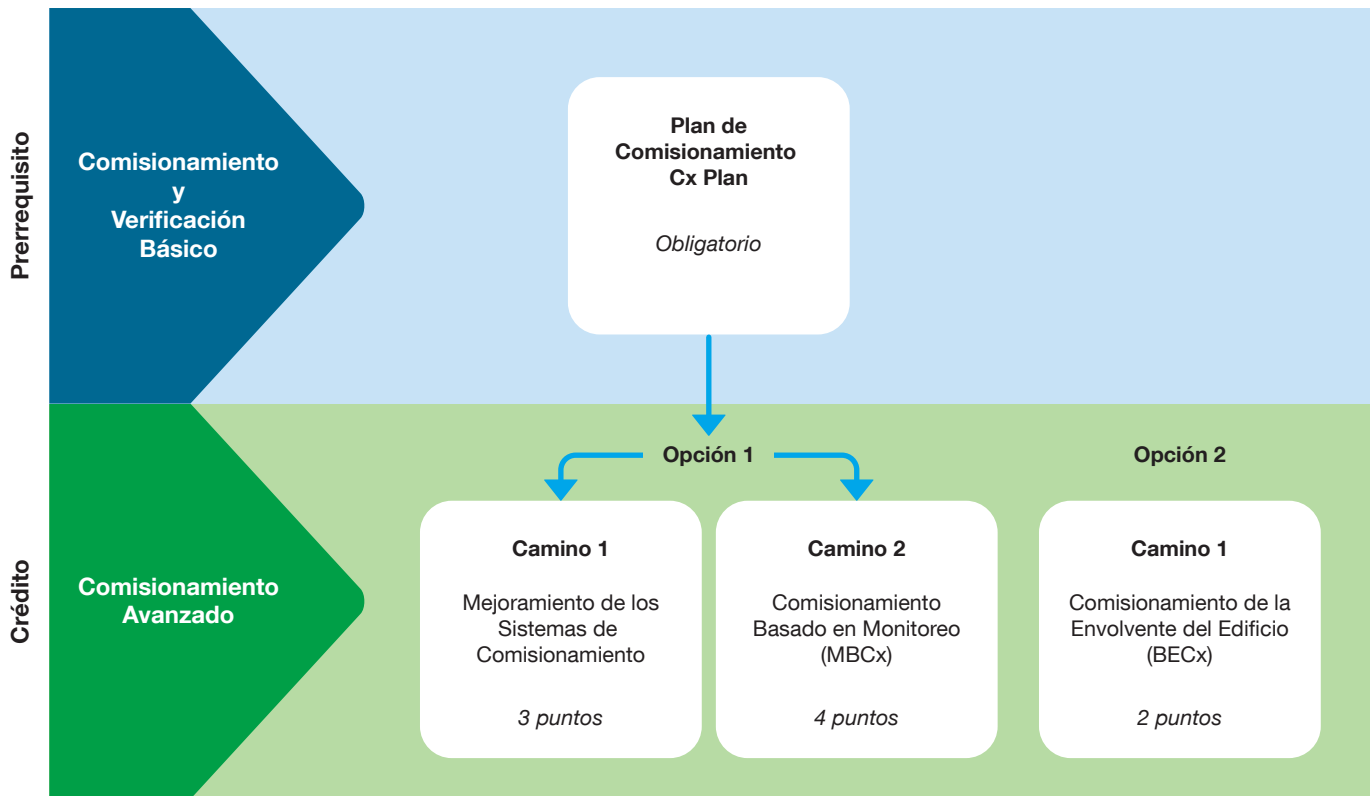 Prerrequisito
Comisionamiento
y
Verificación
Básico
Plan de
Comisionamiento
Cx Plan
Obligatorio
Crédito
Comisionamiento
Avanzado
Opción 1
Opción 2
Camino 1
Mejoramiento de los
Sistemas de
Comisionamiento
3 puntos
Camino 2
Comisionamiento
Basado en Monitoreo
(MBCx)
4 puntos
Camino 1
Comisionamiento de la
Envolvente del Edificio
(BECx)
2 puntos